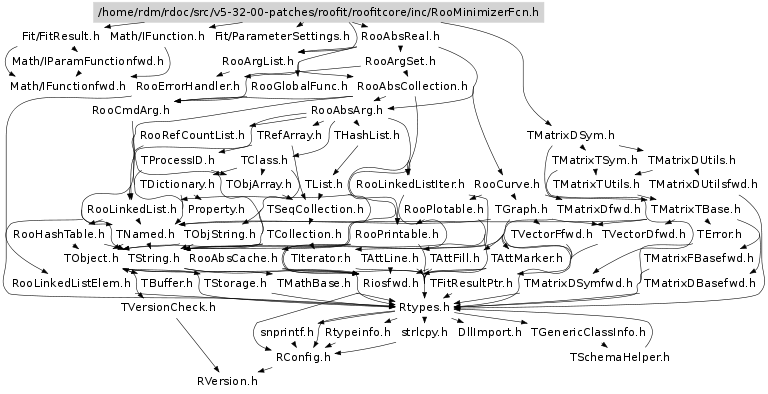 /home/rdm/rdoc/src/v5-32-00-patches/roofit/roofitcore/inc/RooMinimizerFcn.h
Fit/FitResult.h Math/IFunction.h Fit/ParameterSettings.h RooAbsReal.h
Math/IParamFunctionfwd.h RooArgList.h RooArgSet.h
Math/IFunctionfwd.h RooErrorHandler.h RooGlobalFunc.h RooAbsCollection.h
RooCmdArg.h RooAbsArg.h
RooRefCountList.h TRefArray.h THashList.h TMatrixDSym.h
TProcessID.h TClass.h TMatrixTSym.h TMatrixDUtils.h
TDictionary.h TObjArray.h TList.h RooLinkedListIter.h RooCurve.h TMatrixTUtils.h TMatrixDUtilsfwd.h
RooLinkedList.h Property.h TSeqCollection.h RooPlotable.h TGraph.h TMatrixDfwd.h TMatrixTBase.h
RooHashTable.h TNamed.h TObjString.h TCollection.h RooPrintable.h TVectorFfwd.h TVectorDfwd.h TError.h
TObject.h TString.h RooAbsCache.h TIterator.h TAttLine.h TAttFill.h TAttMarker.h TMatrixFBasefwd.h
RooLinkedListElem.h TBuffer.h TStorage.h TMathBase.h Riosfwd.h TFitResultPtr.h TMatrixDSymfwd.h TMatrixDBasefwd.h
TVersionCheck.h Rtypes.h
snprintf.h Rtypeinfo.h strlcpy.h DllImport.h TGenericClassInfo.h
RConfig.h TSchemaHelper.h
RVersion.h